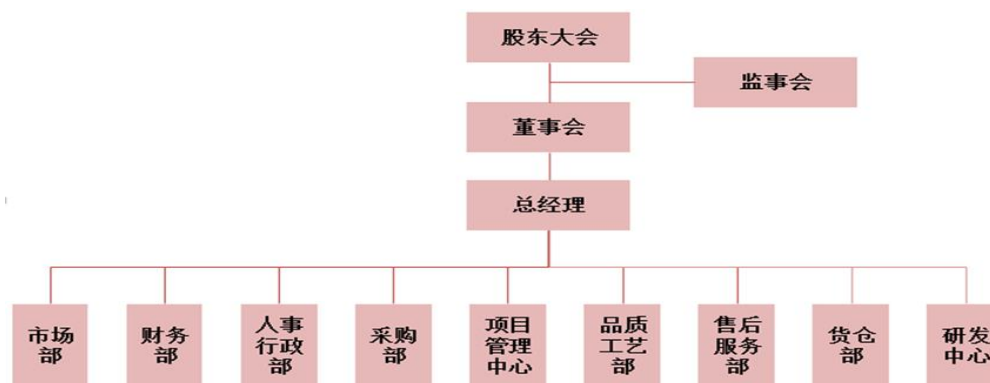 股东大会
监事会
董事会
总经理
市场
部
财务
部
人事
行政
部
采购
部
项目
管理
中心
品质
工艺
部
售后
服务
部
货仓
部
研发
中心